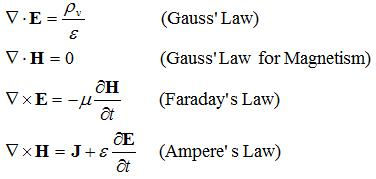 ∇ · E = ρv / ε (Gauss' Law)
∇ · H = 0 (Gauss' Law for Magnetism)
∇ × E = −μ ∂H/∂t (Faraday's Law)
∇ × H = J + ε ∂E/∂t (Ampere's Law)